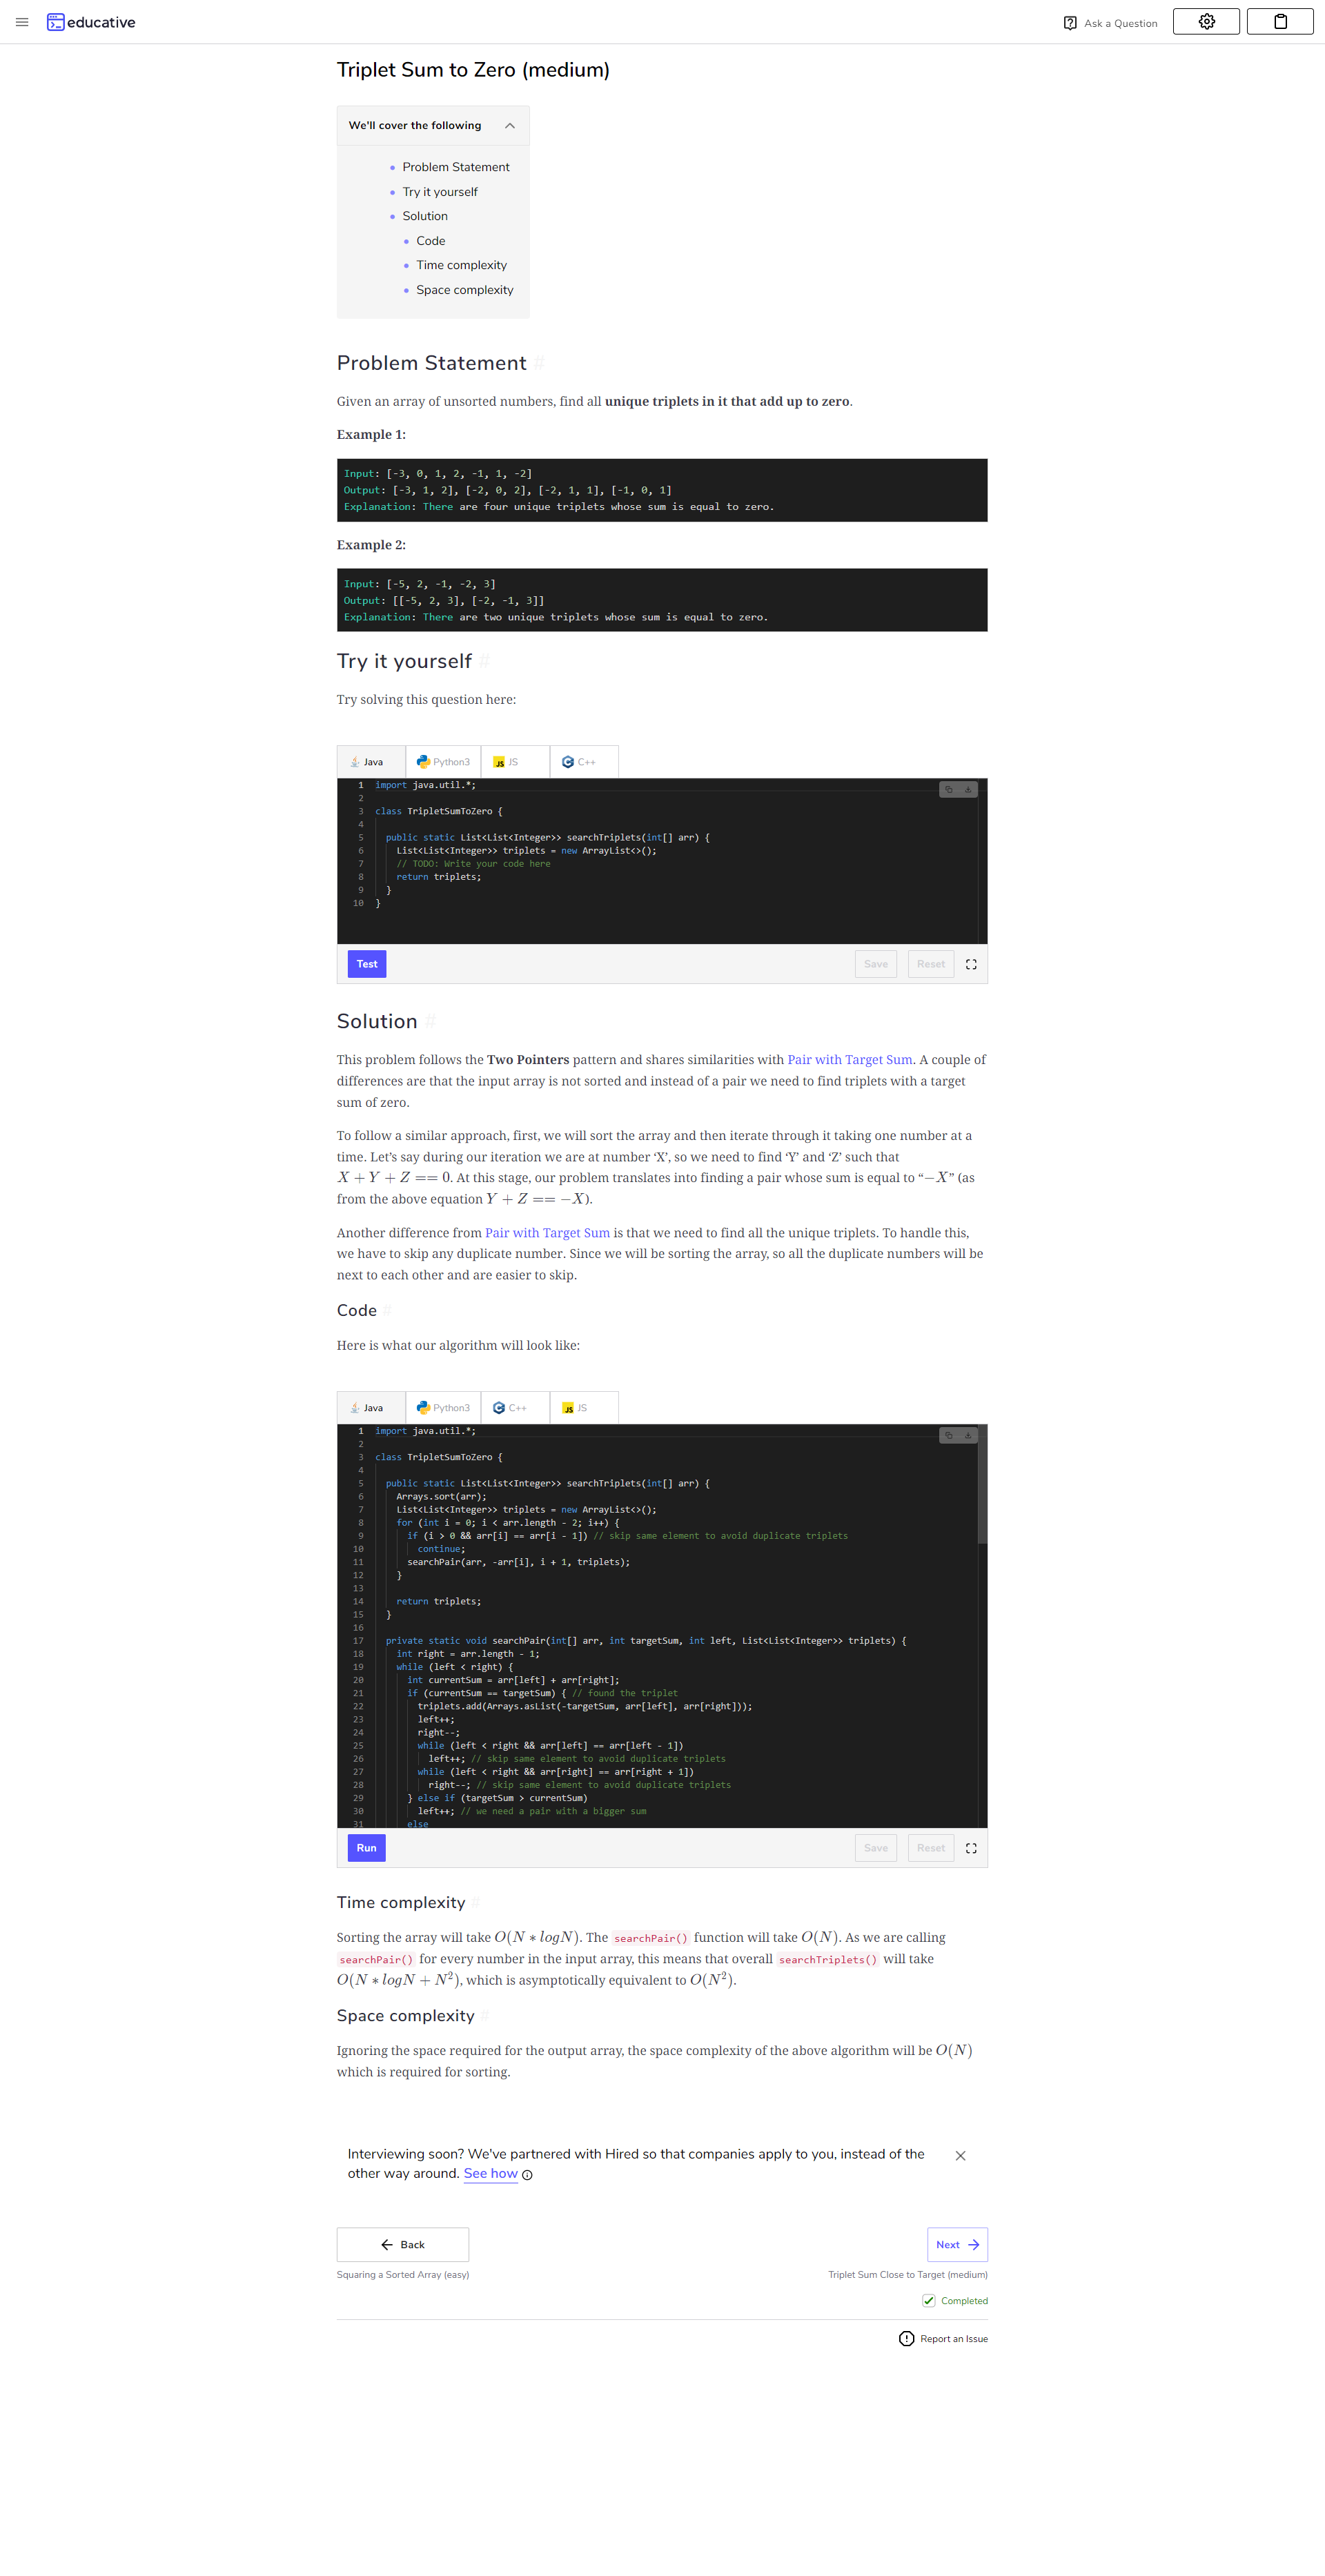 educative
Ask a Question
Triplet Sum to Zero (medium)
We'll cover the following
Problem Statement
Try it yourself
Solution
Code
Time complexity
Space complexity
Problem Statement #
Given an array of unsorted numbers, find all unique triplets in it that add up to zero.
Example 1:
Input: [-3, 0, 1, 2, -1, 1, -2]
Output: [-3, 1, 2], [-2, 0, 2], [-2, 1, 1], [-1, 0, 1]
Explanation: There are four unique triplets whose sum is equal to zero.
Example 2:
Input: [-5, 2, -1, -2, 3]
Output: [[-5, 2, 3], [-2, -1, 3]]
Explanation: There are two unique triplets whose sum is equal to zero.
Try it yourself #
Try solving this question here:
Java Python3 JS C++
1 import java.util.*;
2
3 class TripletSumToZero {
4
5 public static List<List<Integer>> searchTriplets(int[] arr) {
6 List<List<Integer>> triplets = new ArrayList<>();
7 // TODO: Write your code here
8 return triplets;
9 }
10 }
Test Save Reset
Solution #
This problem follows the Two Pointers pattern and shares similarities with Pair with Target Sum. A couple of
differences are that the input array is not sorted and instead of a pair we need to find triplets with a target
sum of zero.
To follow a similar approach, first, we will sort the array and then iterate through it taking one number at a
time. Let’s say during our iteration we are at number ‘X’, so we need to find ‘Y’ and ‘Z’ such that
X + Y + Z == 0. At this stage, our problem translates into finding a pair whose sum is equal to “−X” (as
from the above equation Y + Z == −X).
Another difference from Pair with Target Sum is that we need to find all the unique triplets. To handle this,
we have to skip any duplicate number. Since we will be sorting the array, so all the duplicate numbers will be
next to each other and are easier to skip.
Code #
Here is what our algorithm will look like:
Java Python3 C++ JS
1 import java.util.*;
2
3 class TripletSumToZero {
4
5 public static List<List<Integer>> searchTriplets(int[] arr) {
6 Arrays.sort(arr);
7 List<List<Integer>> triplets = new ArrayList<>();
8 for (int i = 0; i < arr.length - 2; i++) {
9 if (i > 0 && arr[i] == arr[i - 1]) // skip same element to avoid duplicate triplets
10 continue;
11 searchPair(arr, -arr[i], i + 1, triplets);
12 }
13
14 return triplets;
15 }
16
17 private static void searchPair(int[] arr, int targetSum, int left, List<List<Integer>> triplets) {
18 int right = arr.length - 1;
19 while (left < right) {
20 int currentSum = arr[left] + arr[right];
21 if (currentSum == targetSum) { // found the triplet
22 triplets.add(Arrays.asList(-targetSum, arr[left], arr[right]));
23 left++;
24 right--;
25 while (left < right && arr[left] == arr[left - 1])
26 left++; // skip same element to avoid duplicate triplets
27 while (left < right && arr[right] == arr[right + 1])
28 right--; // skip same element to avoid duplicate triplets
29 } else if (targetSum > currentSum)
30 left++; // we need a pair with a bigger sum
31 else
Run Save Reset
Time complexity #
Sorting the array will take O(N * logN). The searchPair() function will take O(N). As we are calling
searchPair() for every number in the input array, this means that overall searchTriplets() will take
O(N * logN + N²), which is asymptotically equivalent to O(N²).
Space complexity #
Ignoring the space required for the output array, the space complexity of the above algorithm will be O(N)
which is required for sorting.
Interviewing soon? We've partnered with Hired so that companies apply to you, instead of the
other way around. See how
Back Next
Squaring a Sorted Array (easy) Triplet Sum Close to Target (medium)
Completed
Report an Issue